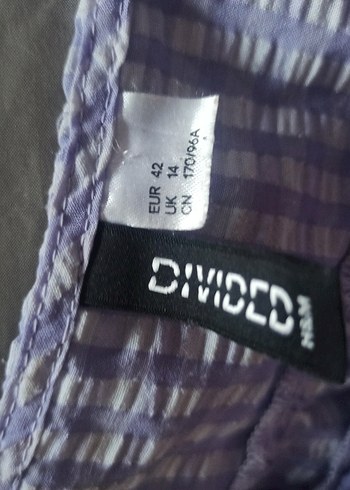 EUR 42
UK 14
CN 170/96A
DIVIDED
H&M